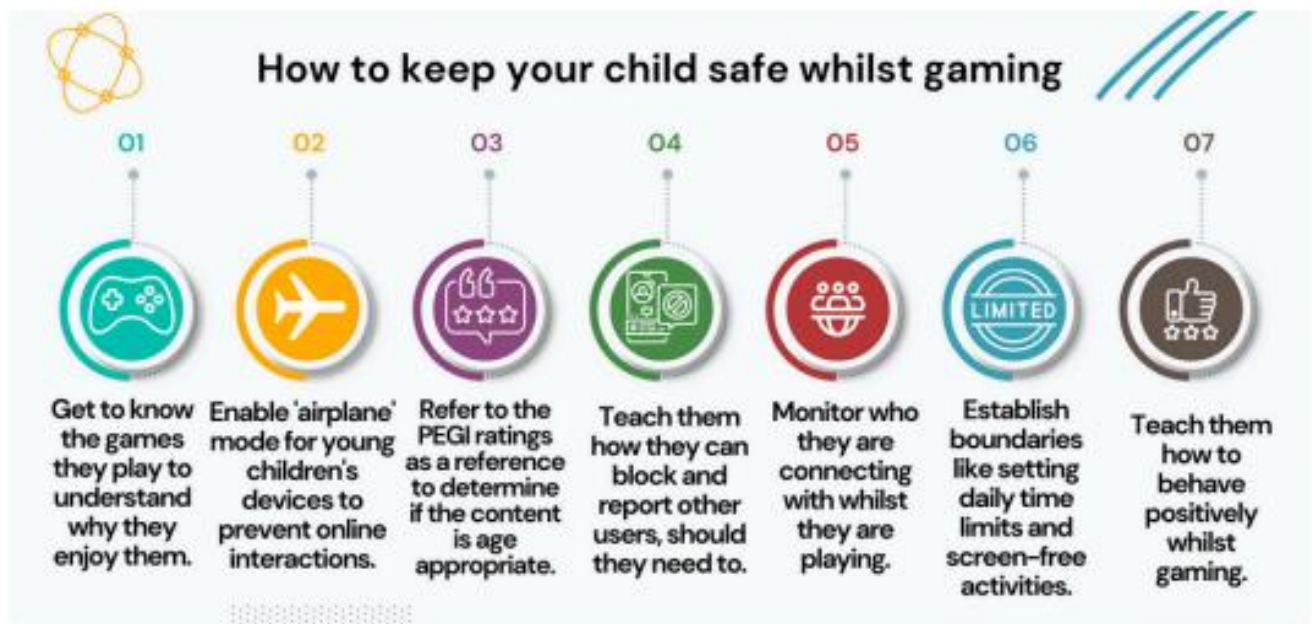 How to keep your child safe whilst gaming
01
Get to know
the games
they play to
understand
why they
enjoy them.
02
Enable 'airplane'
mode for young
children's
devices to
prevent online
interactions.
03
Refer to the
PEGI ratings
as a reference
to determine
if the content
is age
appropriate.
04
Teach them
how they can
block and
report other
users, should
they need to.
05
Monitor who
they are
connecting
with whilst
they are
playing.
06
LIMITED
Establish
boundaries
like setting
daily time
limits and
screen-free
activities.
07
Teach them
how to
behave
positively
whilst
gaming.